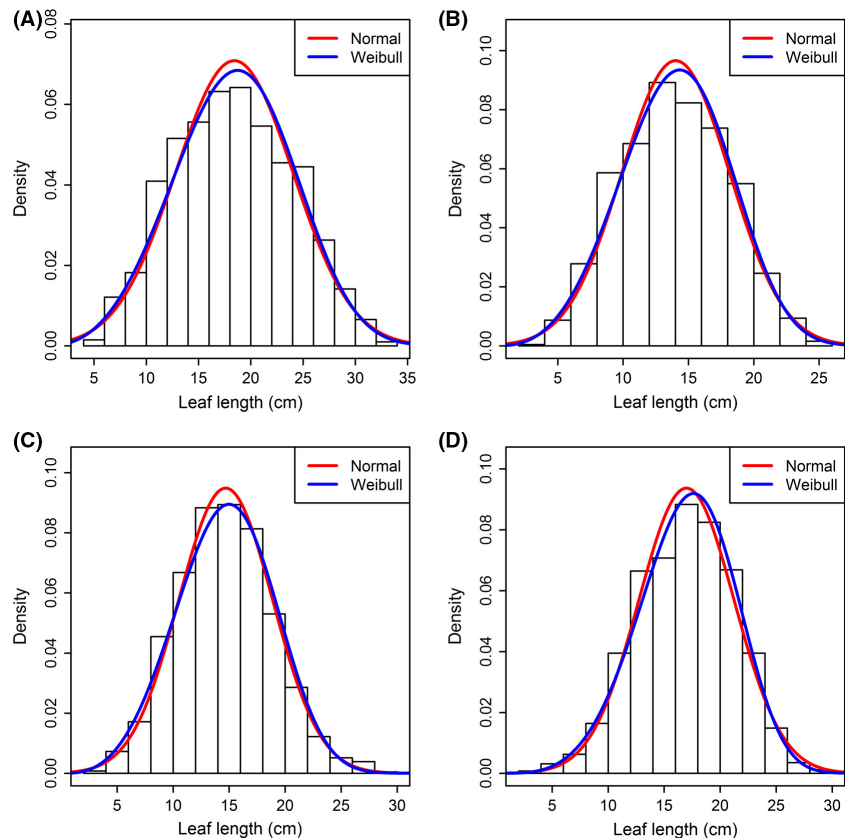 (A)
Normal
Weibull
0.08
0.06
0.04
0.02
0.00
Density
5 10 15 20 25 30 35
Leaf length (cm)
(B)
Normal
Weibull
0.10
0.08
0.06
0.04
0.02
0.00
Density
5 10 15 20 25
Leaf length (cm)
(C)
Normal
Weibull
0.10
0.08
0.06
0.04
0.02
0.00
Density
5 10 15 20 25 30
Leaf length (cm)
(D)
Normal
Weibull
0.10
0.08
0.06
0.04
0.02
0.00
Density
5 10 15 20 25 30
Leaf length (cm)